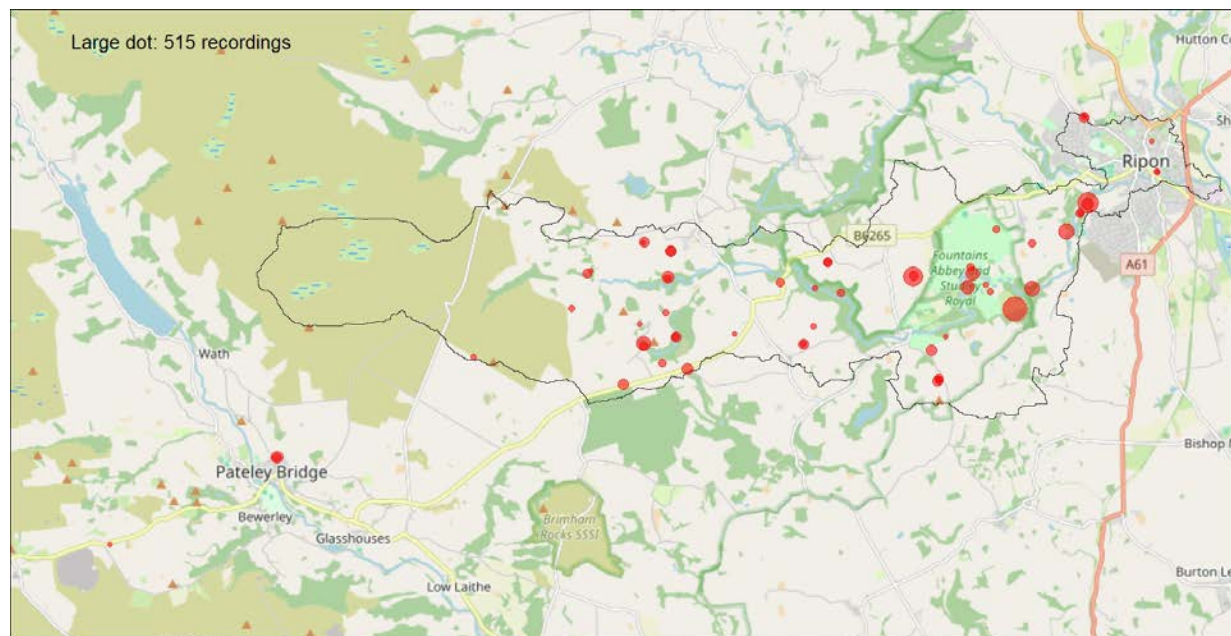 Large dot: 515 recordings
Hutton Co
Sh
Ripon
B6265
A61
Fountains
Abbey and
Studley
Royal
Wath
Pateley Bridge
Bishop M
Bewerley
Glasshouses
Brimham
Rocks SSSI
Low Laithe
Burton Le